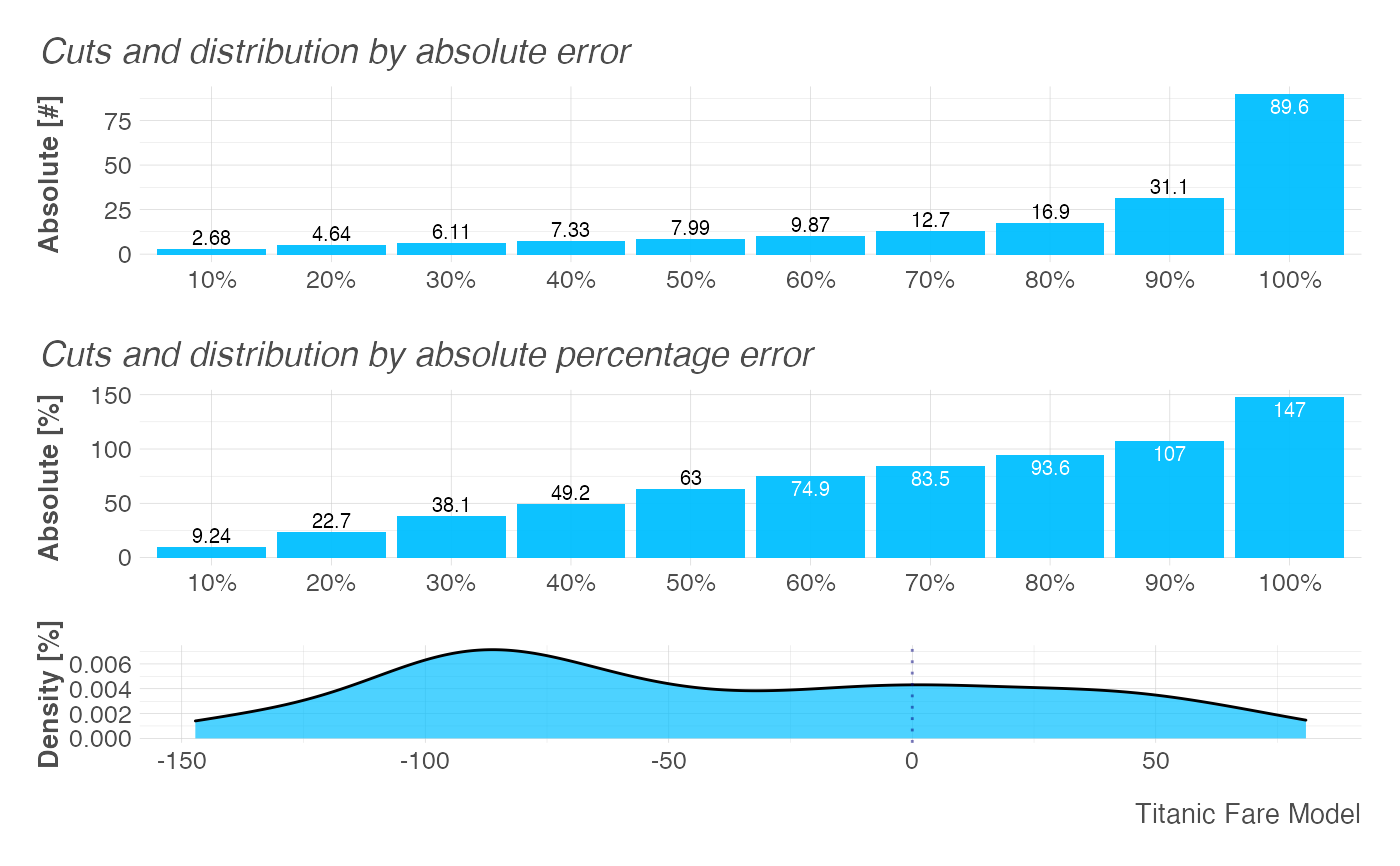 Cuts and distribution by absolute error
Absolute [#]
75
50
25
0
2.68 4.64 6.11 7.33 7.99 9.87 12.7 16.9 31.1 89.6
10% 20% 30% 40% 50% 60% 70% 80% 90% 100%
Cuts and distribution by absolute percentage error
Absolute [%]
150
100
50
0
9.24 22.7 38.1 49.2 63 74.9 83.5 93.6 107 147
10% 20% 30% 40% 50% 60% 70% 80% 90% 100%
Density [%]
0.006
0.004
0.002
0.000
-150 -100 -50 0 50
Titanic Fare Model